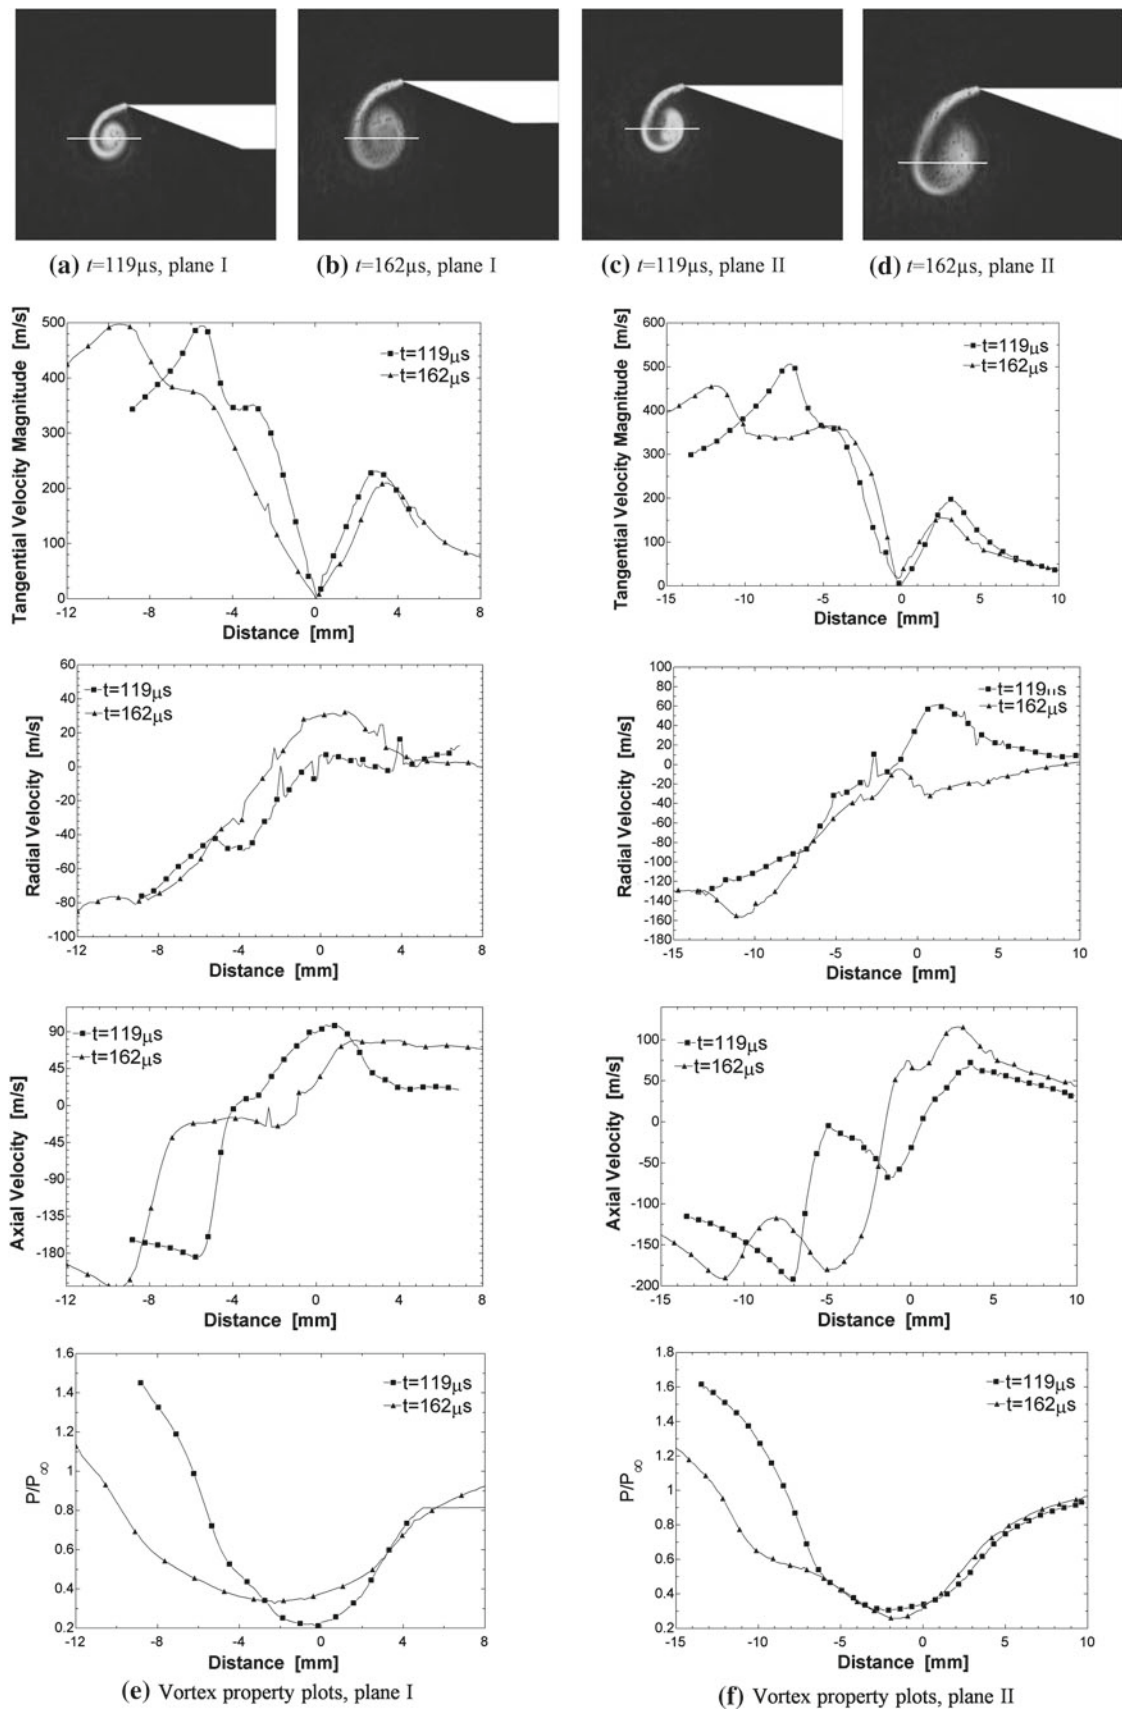 (a) t=119µs, plane I
(b) t=162µs, plane I
(c) t=119µs, plane II
(d) t=162µs, plane II
Tangential Velocity Magnitude [m/s]
500
400
300
200
100
0
t=119µs
t=162µs
-12 -8 -4 0 4 8
Distance [mm]
Tangential Velocity Magnitude [m/s]
600
500
400
300
200
100
0
t=119µs
t=162µs
-15 -10 -5 0 5 10
Distance [mm]
Radial Velocity [m/s]
60
40
20
0
-20
-40
-60
-80
-100
t=119µs
t=162µs
-12 -8 -4 0 4 8
Distance [mm]
Radial Velocity [m/s]
100
80
60
40
20
0
-20
-40
-60
-80
-100
-120
-140
-160
-180
t=119µs
t=162µs
-15 -10 -5 0 5 10
Distance [mm]
Axial Velocity [m/s]
90
45
0
-45
-90
-135
-180
t=119µs
t=162µs
-12 -8 -4 0 4 8
Distance [mm]
Axial Velocity [m/s]
100
50
0
-50
-100
-150
-200
t=119µs
t=162µs
-15 -10 -5 0 5 10
Distance [mm]
P/P∞
1.6
1.4
1.2
1
0.8
0.6
0.4
0.2
t=119µs
t=162µs
-12 -8 -4 0 4 8
Distance [mm]
P/P∞
1.8
1.6
1.4
1.2
1
0.8
0.6
0.4
0.2
t=119µs
t=162µs
-15 -10 -5 0 5 10
Distance [mm]
(e) Vortex property plots, plane I
(f) Vortex property plots, plane II